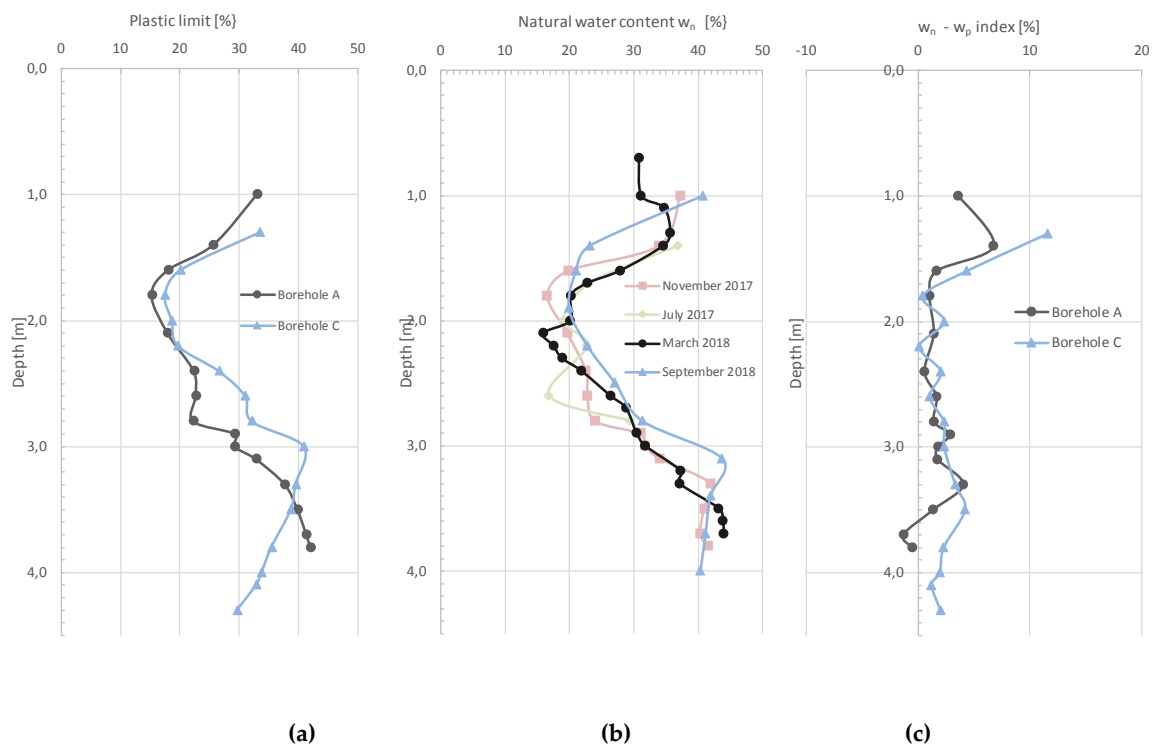 Plastic limit [%]
0 10 20 30 40 50
0,0
1,0
2,0
3,0
4,0
Depth [m]
Borehole A
Borehole C
(a)
Natural water content wn [%]
0 10 20 30 40 50
0,0
1,0
2,0
3,0
4,0
Depth [m]
November 2017
July 2017
March 2018
September 2018
(b)
wn - wp index [%]
-10 0 10 20
0,0
1,0
2,0
3,0
4,0
Depth [m]
Borehole A
Borehole C
(c)